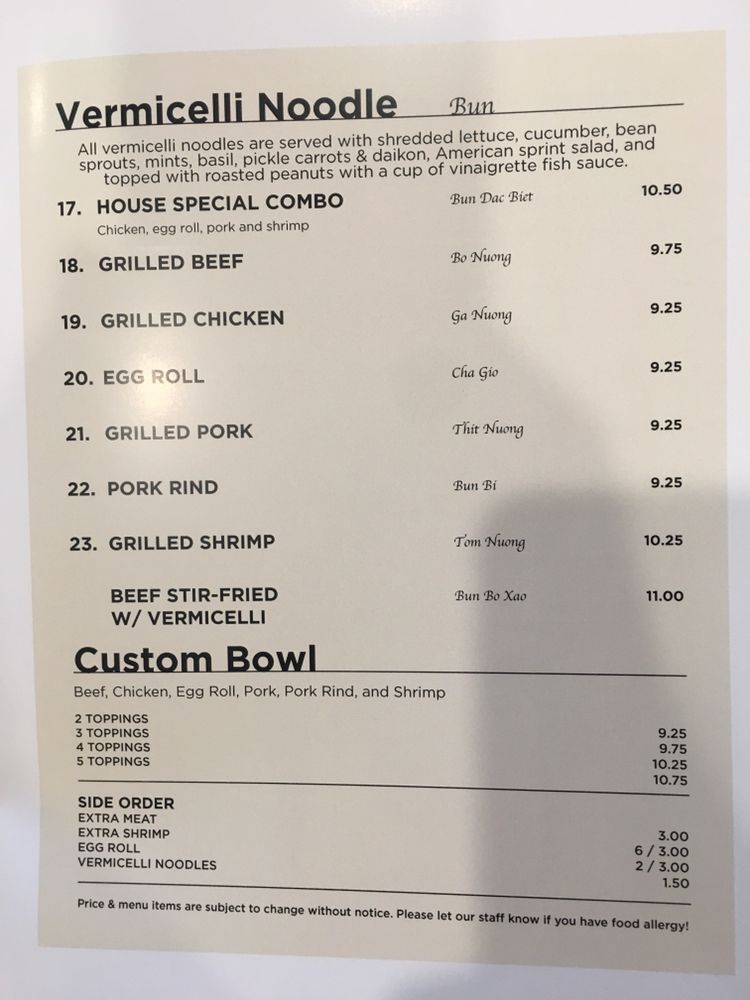 Vermicelli Noodle Bun
All vermicelli noodles are served with shredded lettuce, cucumber, bean
sprouts, mints, basil, pickle carrots & daikon, American sprint salad, and
topped with roasted peanuts with a cup of vinaigrette fish sauce.
17. HOUSE SPECIAL COMBO Bun Dac Biet 10.50
Chicken, egg roll, pork and shrimp
18. GRILLED BEEF Bo Nuong 9.75
19. GRILLED CHICKEN Ga Nuong 9.25
20. EGG ROLL Cha Gio 9.25
21. GRILLED PORK Thit Nuong 9.25
22. PORK RIND Bun Bi 9.25
23. GRILLED SHRIMP Tom Nuong 10.25
BEEF STIR-FRIED Bun Bo Xao 11.00
W/ VERMICELLI
Custom Bowl
Beef, Chicken, Egg Roll, Pork, Pork Rind, and Shrimp
2 TOPPINGS 9.25
3 TOPPINGS 9.75
4 TOPPINGS 10.25
5 TOPPINGS 10.75
SIDE ORDER
EXTRA MEAT 3.00
EXTRA SHRIMP 6 / 3.00
EGG ROLL 2 / 3.00
VERMICELLI NOODLES 1.50
Price & menu items are subject to change without notice. Please let our staff know if you have food allergy!